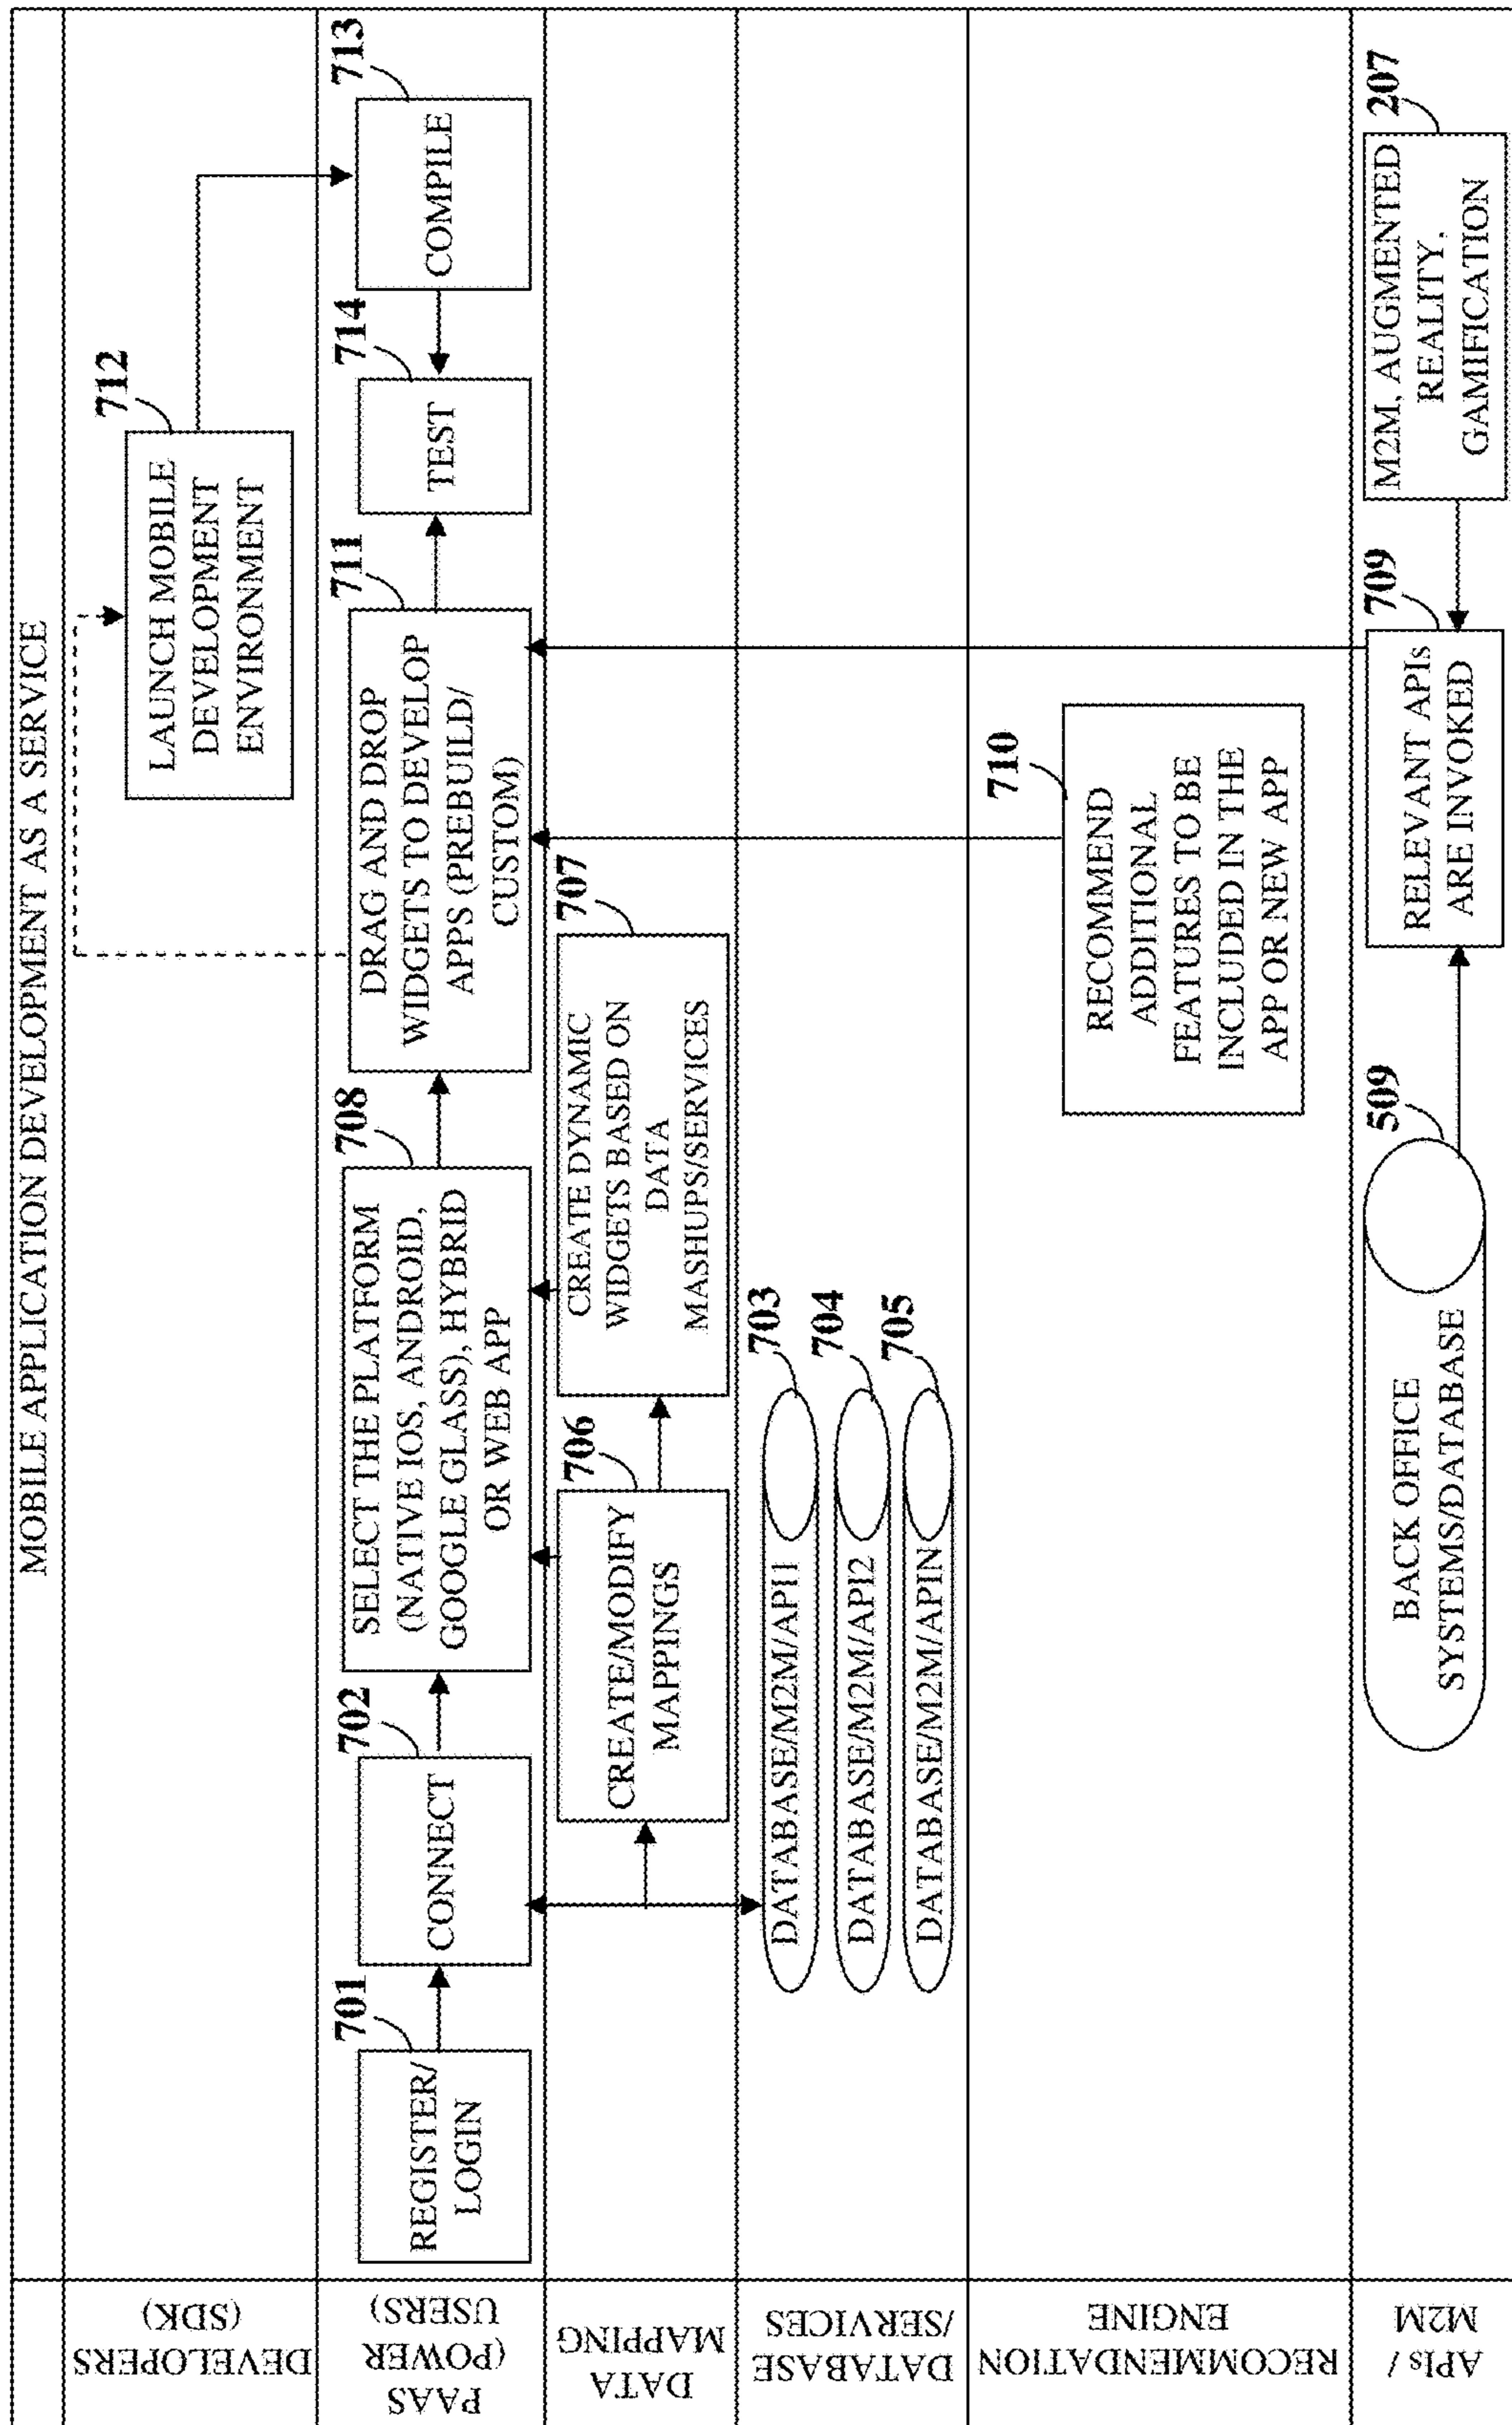 MOBILE APPLICATION DEVELOPMENT AS A SERVICE
DEVELOPERS
(SDK)
712
LAUNCH MOBILE
DEVELOPMENT
ENVIRONMENT
PAAS
(POWER
USERS)
701
REGISTER/
LOGIN
702
CONNECT
708
SELECT THE PLATFORM
(NATIVE IOS, ANDROID,
GOOGLE GLASS), HYBRID
OR WEB APP
711
DRAG AND DROP
WIDGETS TO DEVELOP
APPS (PREBUILD/
CUSTOM)
714
TEST
713
COMPILE
DATA
MAPPING
706
CREATE/MODIFY
MAPPINGS
707
CREATE DYNAMIC
WIDGETS BASED ON
DATA
MASHUPS/SERVICES
DATABASE
/SERVICES
703
DATABASE/M2M/API1
704
DATABASE/M2M/API2
705
DATABASE/M2M/APIN
RECOMMENDATION
ENGINE
710
RECOMMEND
ADDITIONAL
FEATURES TO BE
INCLUDED IN THE
APP OR NEW APP
APIs /
M2M
509
BACK OFFICE
SYSTEMS/DATABASE
709
RELEVANT APIs
ARE INVOKED
207
M2M, AUGMENTED
REALITY,
GAMIFICATION